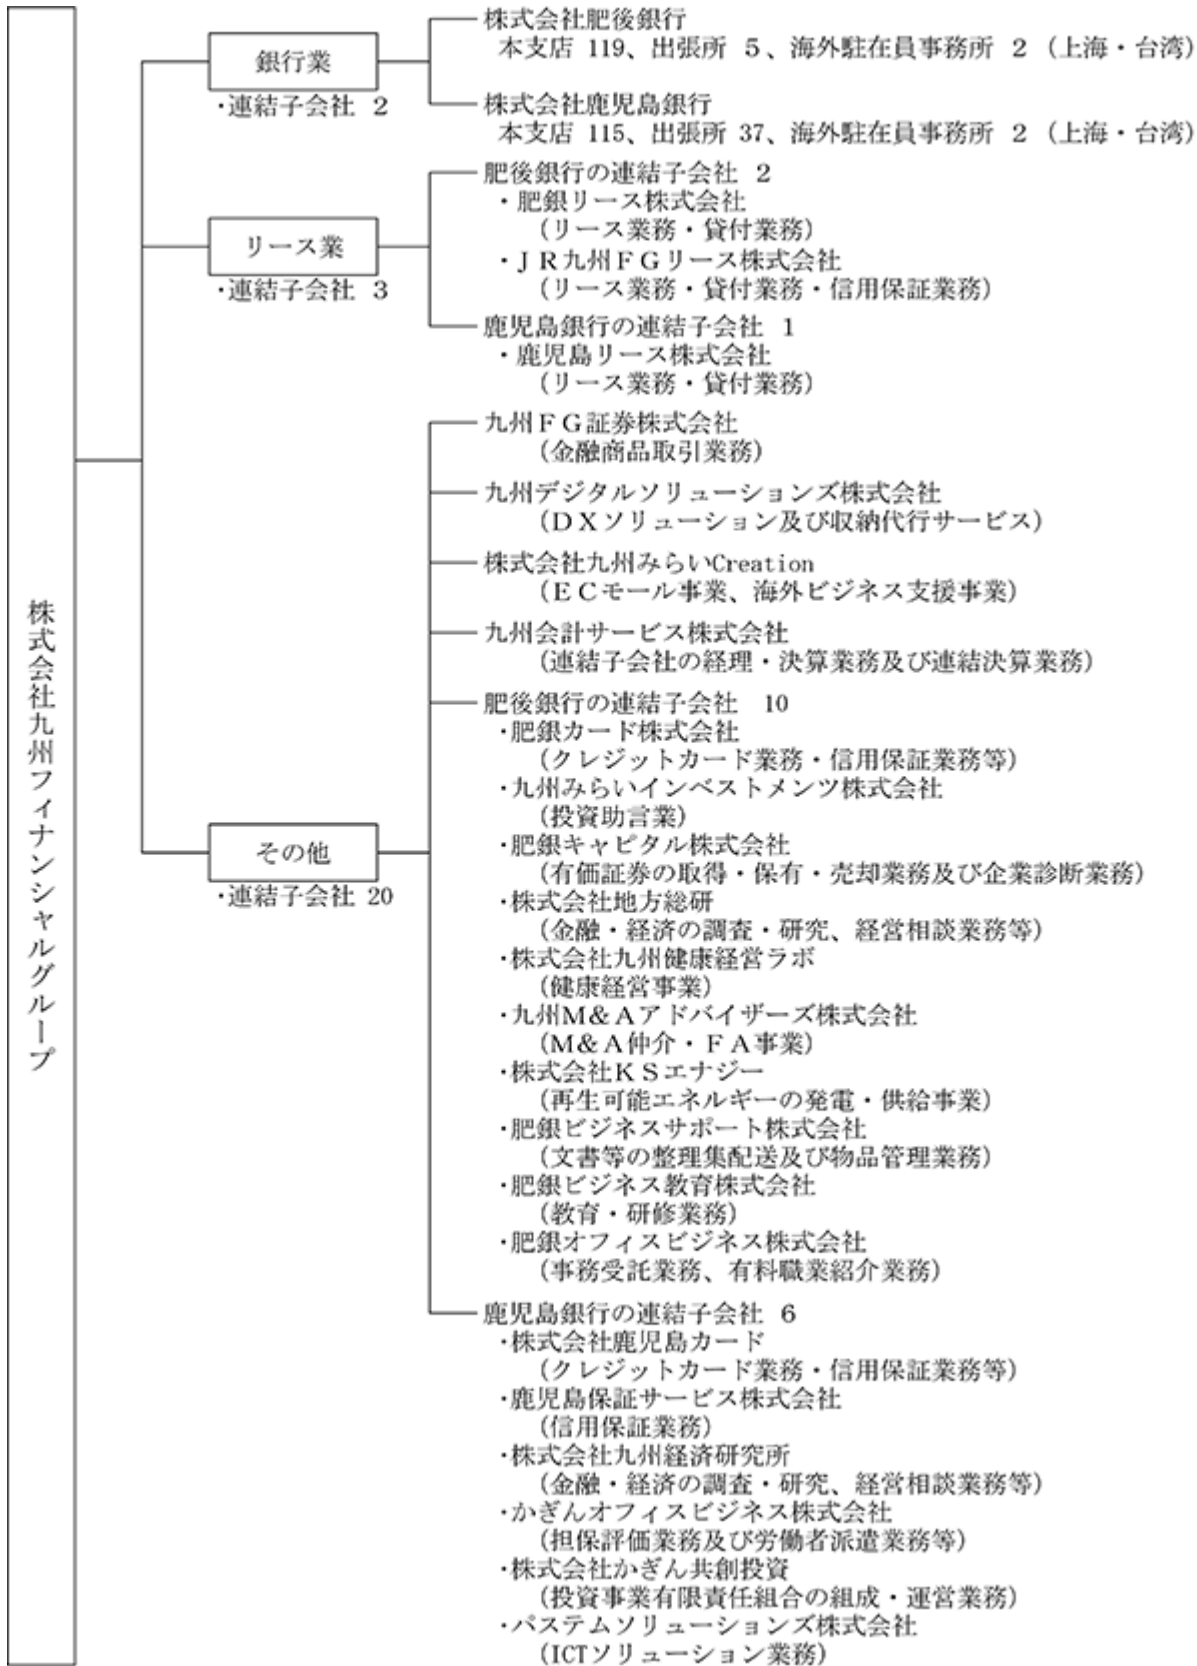 株式会社九州フィナンシャルグループ
銀行業
・連結子会社 2
株式会社肥後銀行
本支店 119、出張所 5、海外駐在員事務所 2 (上海・台湾)
株式会社鹿児島銀行
本支店 115、出張所 37、海外駐在員事務所 2 (上海・台湾)
リース業
・連結子会社 3
肥後銀行の連結子会社 2
・肥銀リース株式会社
(リース業務・貸付業務)
・ＪＲ九州ＦＧリース株式会社
(リース業務・貸付業務・信用保証業務)
鹿児島銀行の連結子会社 1
・鹿児島リース株式会社
(リース業務・貸付業務)
その他
・連結子会社 20
九州ＦＧ証券株式会社
(金融商品取引業務)
九州デジタルソリューションズ株式会社
(ＤＸソリューション及び収納代行サービス)
株式会社九州みらいCreation
(ＥＣモール事業、海外ビジネス支援事業)
九州会計サービス株式会社
(連結子会社の経理・決算業務及び連結決算業務)
肥後銀行の連結子会社 10
・肥銀カード株式会社
(クレジットカード業務・信用保証業務等)
・九州みらいインベストメンツ株式会社
(投資助言業)
・肥銀キャピタル株式会社
(有価証券の取得・保有・売却業務及び企業診断業務)
・株式会社地方総研
(金融・経済の調査・研究、経営相談業務等)
・株式会社九州健康経営ラボ
(健康経営事業)
・九州Ｍ＆Ａアドバイザーズ株式会社
(Ｍ＆Ａ仲介・ＦＡ事業)
・株式会社ＫＳエナジー
(再生可能エネルギーの発電・供給事業)
・肥銀ビジネスサポート株式会社
(文書等の整理集配送及び物品管理業務)
・肥銀ビジネス教育株式会社
(教育・研修業務)
・肥銀オフィスビジネス株式会社
(事務受託業務、有料職業紹介業務)
鹿児島銀行の連結子会社 6
・株式会社鹿児島カード
(クレジットカード業務・信用保証業務等)
・鹿児島保証サービス株式会社
(信用保証業務)
・株式会社九州経済研究所
(金融・経済の調査・研究、経営相談業務等)
・かぎんオフィスビジネス株式会社
(担保評価業務及び労働者派遣業務等)
・株式会社かぎん共創投資
(投資事業有限責任組合の組成・運営業務)
・パステムソリューションズ株式会社
(ICTソリューション業務)